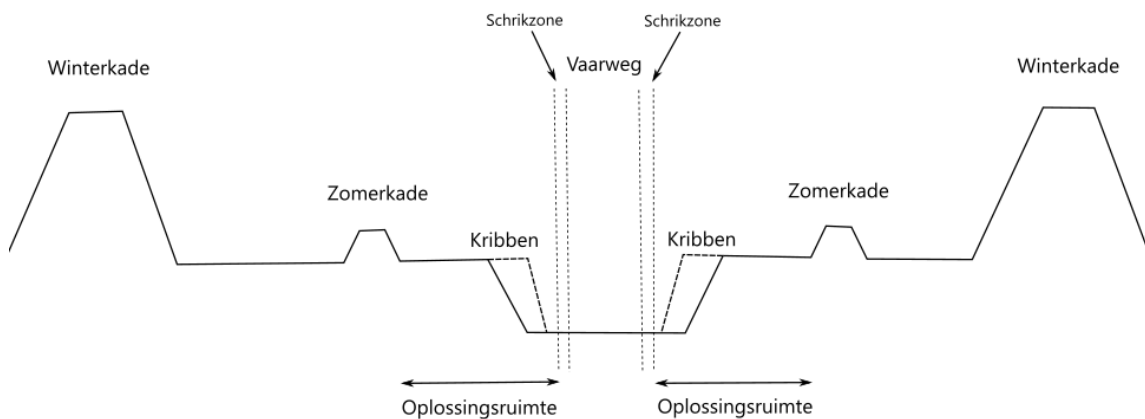 Schrikzone
Schrikzone
Winterkade
Vaarweg
Winterkade
Zomerkade
Zomerkade
Kribben
Kribben
Oplossingsruimte
Oplossingsruimte